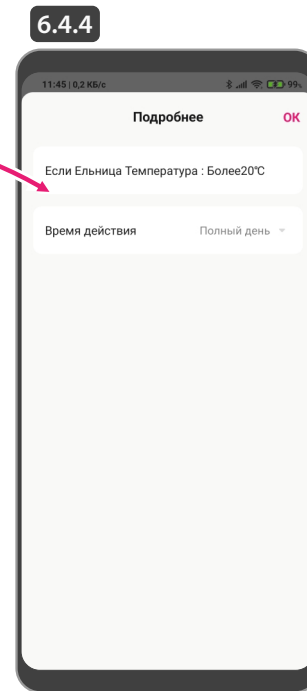 6.4.4
11:45 | 0,2 КБ/с 99
Подробнее ОК
Если Ельница Температура : Более20℃
Время действия Полный день